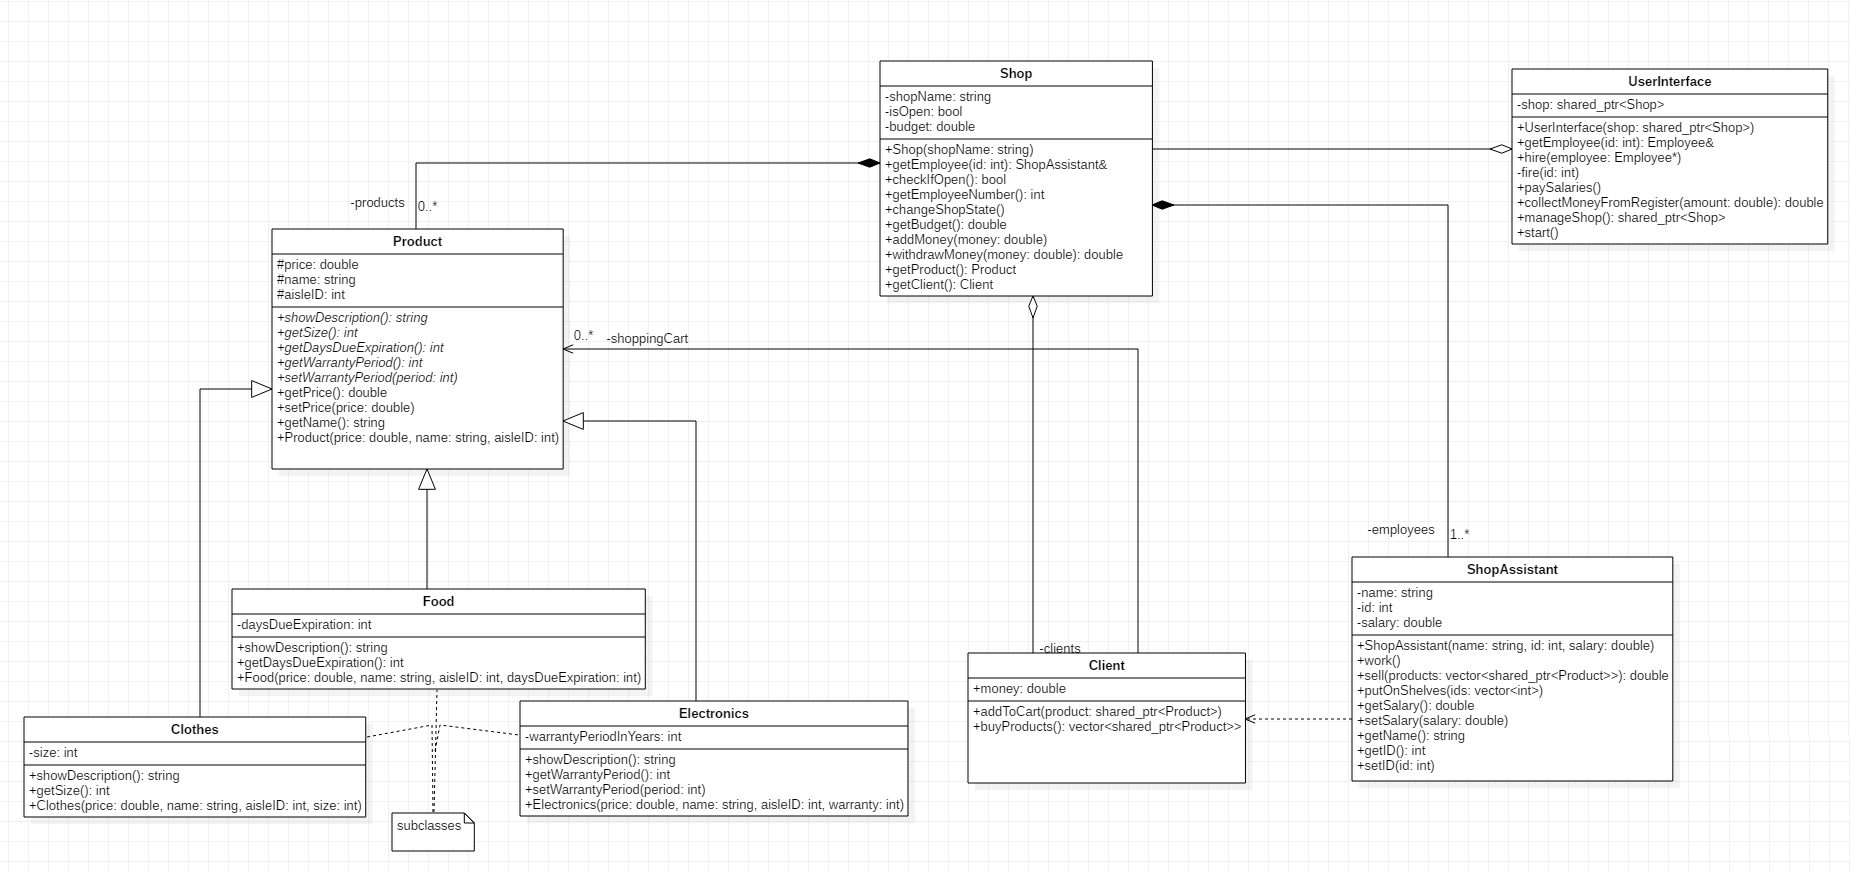 Shop
-shopName: string
-isOpen: bool
-budget: double
+Shop(shopName: string)
+getEmployee(id: int): ShopAssistant&
+checkIfOpen(): bool
+getEmployeeNumber(): int
+changeShopState()
+getBudget(): double
+addMoney(money: double)
+withdrawMoney(money: double): double
+getProduct(): Product
+getClient(): Client
UserInterface
-shop: shared_ptr<Shop>
+UserInterface(shop: shared_ptr<Shop>)
+getEmployee(id: int): Employee&
+hire(employee: Employee*)
-fire(id: int)
+paySalaries()
+collectMoneyFromRegister(amount: double): double
+manageShop(): shared_ptr<Shop>
+start()
-products
0..*
Product
#price: double
#name: string
#aisleID: int
+showDescription(): string
+getSize(): int
+getDaysDueExpiration(): int
+getWarrantyPeriod(): int
+setWarrantyPeriod(period: int)
+getPrice(): double
+setPrice(price: double)
+getName(): string
+Product(price: double, name: string, aisleID: int)
0..*
-shoppingCart
-employees
1..*
ShopAssistant
-name: string
-id: int
-salary: double
+ShopAssistant(name: string, id: int, salary: double)
+work()
+sell(products: vector<shared_ptr<Product>>): double
+putOnShelves(ids: vector<int>)
+getSalary(): double
+setSalary(salary: double)
+getName(): string
+getID(): int
+setID(id: int)
Food
-daysDueExpiration: int
+showDescription(): string
+getDaysDueExpiration(): int
+Food(price: double, name: string, aisleID: int, daysDueExpiration: int)
-clients
Client
+money: double
+addToCart(product: shared_ptr<Product>)
+buyProducts(): vector<shared_ptr<Product>>
Clothes
-size: int
+showDescription(): string
+getSize(): int
+Clothes(price: double, name: string, aisleID: int, size: int)
Electronics
-warrantyPeriodInYears: int
+showDescription(): string
+getWarrantyPeriod(): int
+setWarrantyPeriod(period: int)
+Electronics(price: double, name: string, aisleID: int, warranty: int)
subclasses